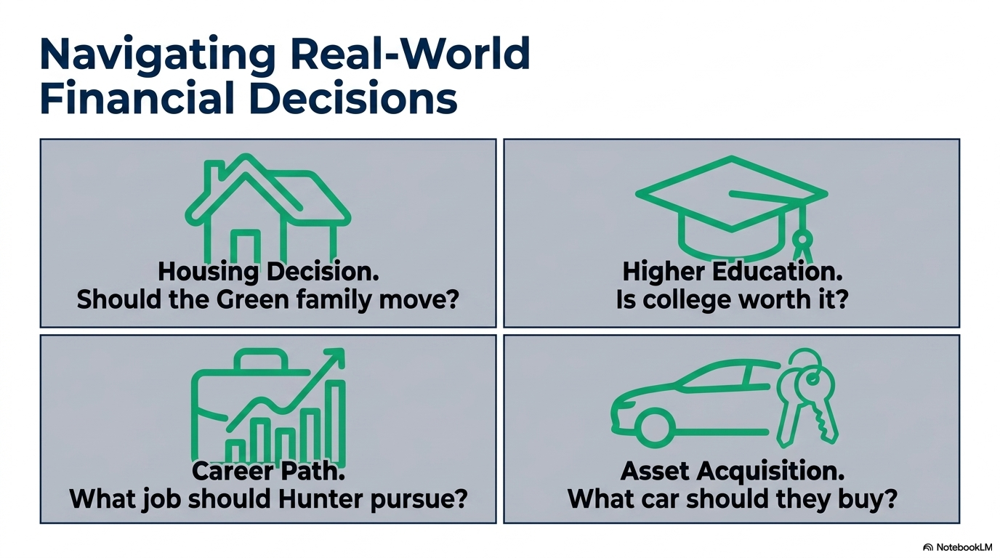 Navigating Real-World
Financial Decisions
Housing Decision.
Should the Green family move?
Higher Education.
Is college worth it?
Career Path.
What job should Hunter pursue?
Asset Acquisition.
What car should they buy?
NotebookLM